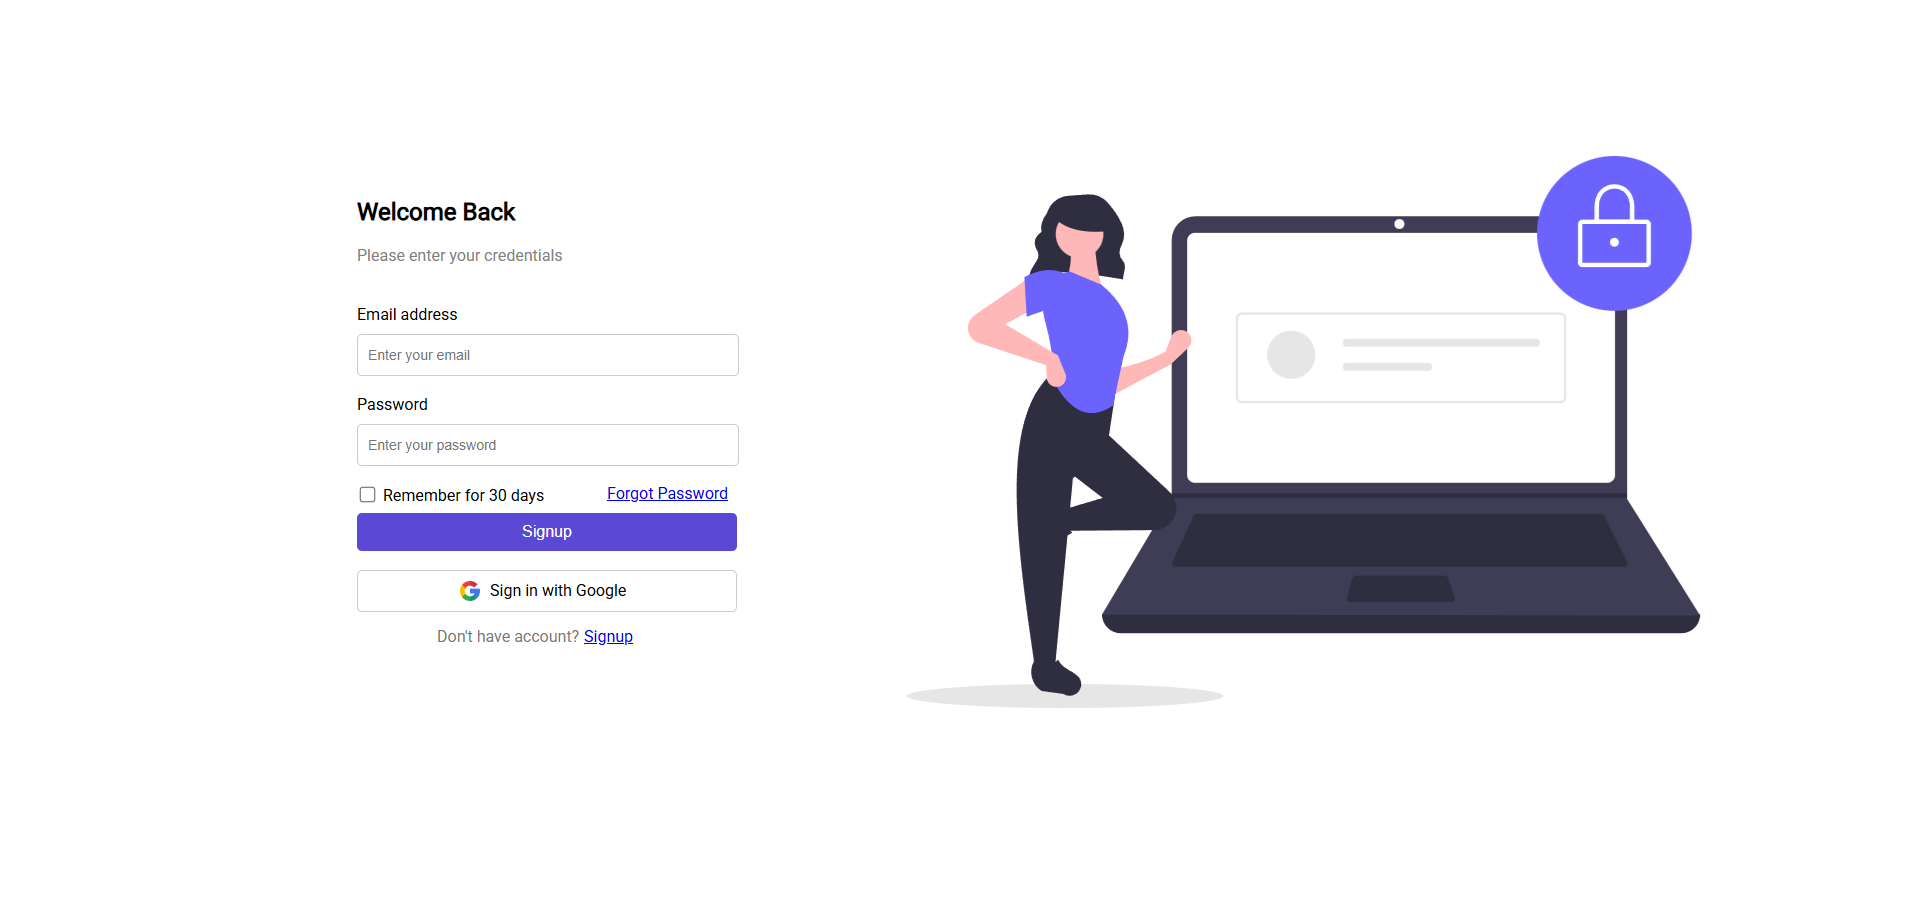 Welcome Back
Please enter your credentials
Email address
Enter your email
Password
Enter your password
Remember for 30 days Forgot Password
Signup
Sign in with Google
Don't have account? Signup